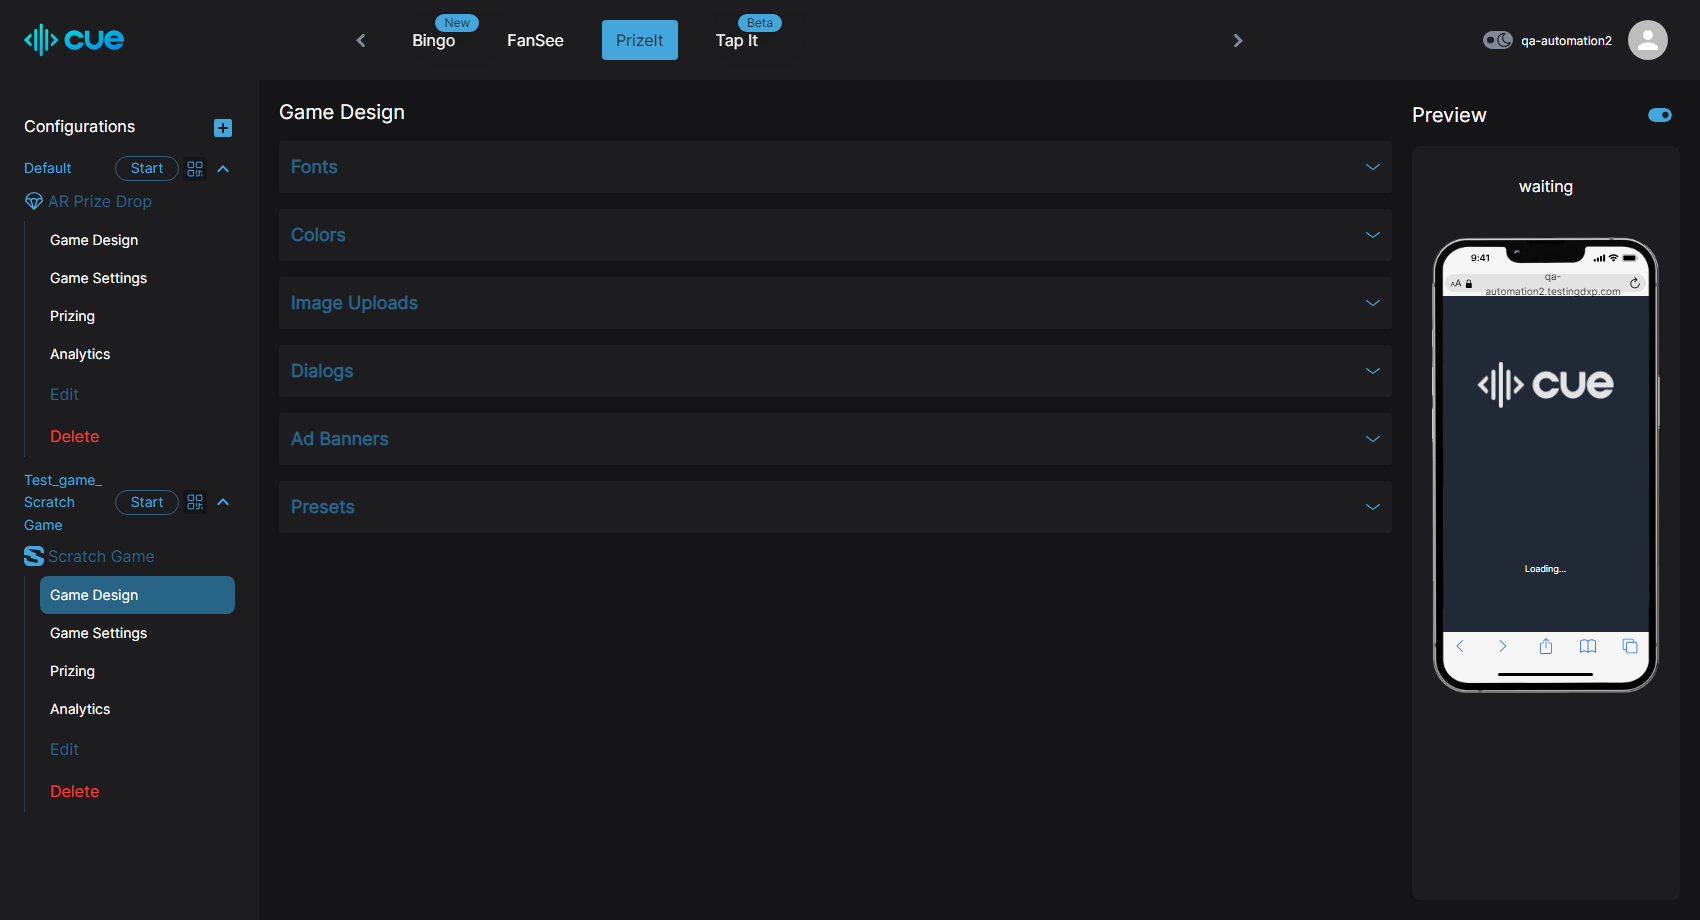 cue
New
Bingo
FanSee
PrizeIt
Beta
Tap It
qa-automation2
Configurations
Default
Start
AR Prize Drop
Game Design
Game Settings
Prizing
Analytics
Edit
Delete
Test_game_
Scratch
Game
Start
Scratch Game
Game Design
Game Settings
Prizing
Analytics
Edit
Delete
Game Design
Fonts
Colors
Image Uploads
Dialogs
Ad Banners
Presets
Preview
waiting
9:41
AA
qa-
automation2.testingdxp.com
cue
Loading...